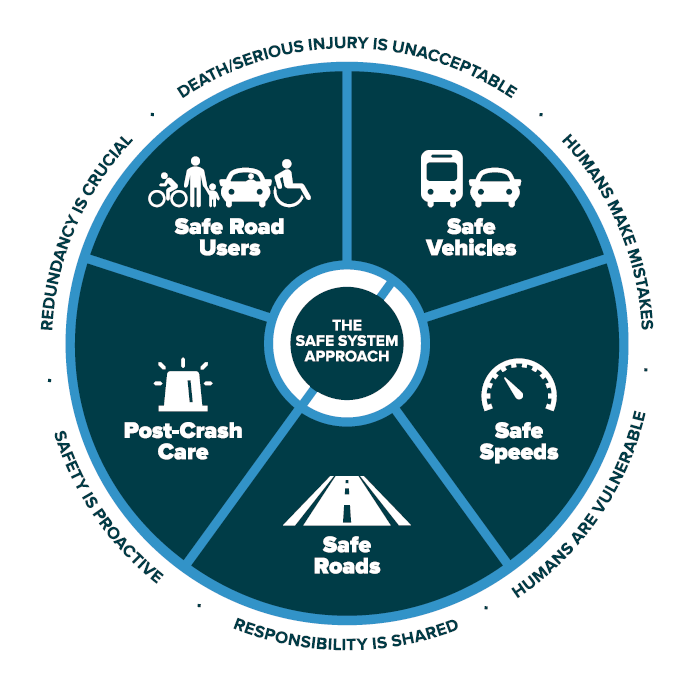 DEATH/SERIOUS INJURY IS UNACCEPTABLE
HUMANS MAKE MISTAKES
HUMANS ARE VULNERABLE
RESPONSIBILITY IS SHARED
SAFETY IS PROACTIVE
REDUNDANCY IS CRUCIAL
Safe Road
Users
Safe
Vehicles
Safe
Speeds
Safe
Roads
Post-Crash
Care
THE
SAFE SYSTEM
APPROACH